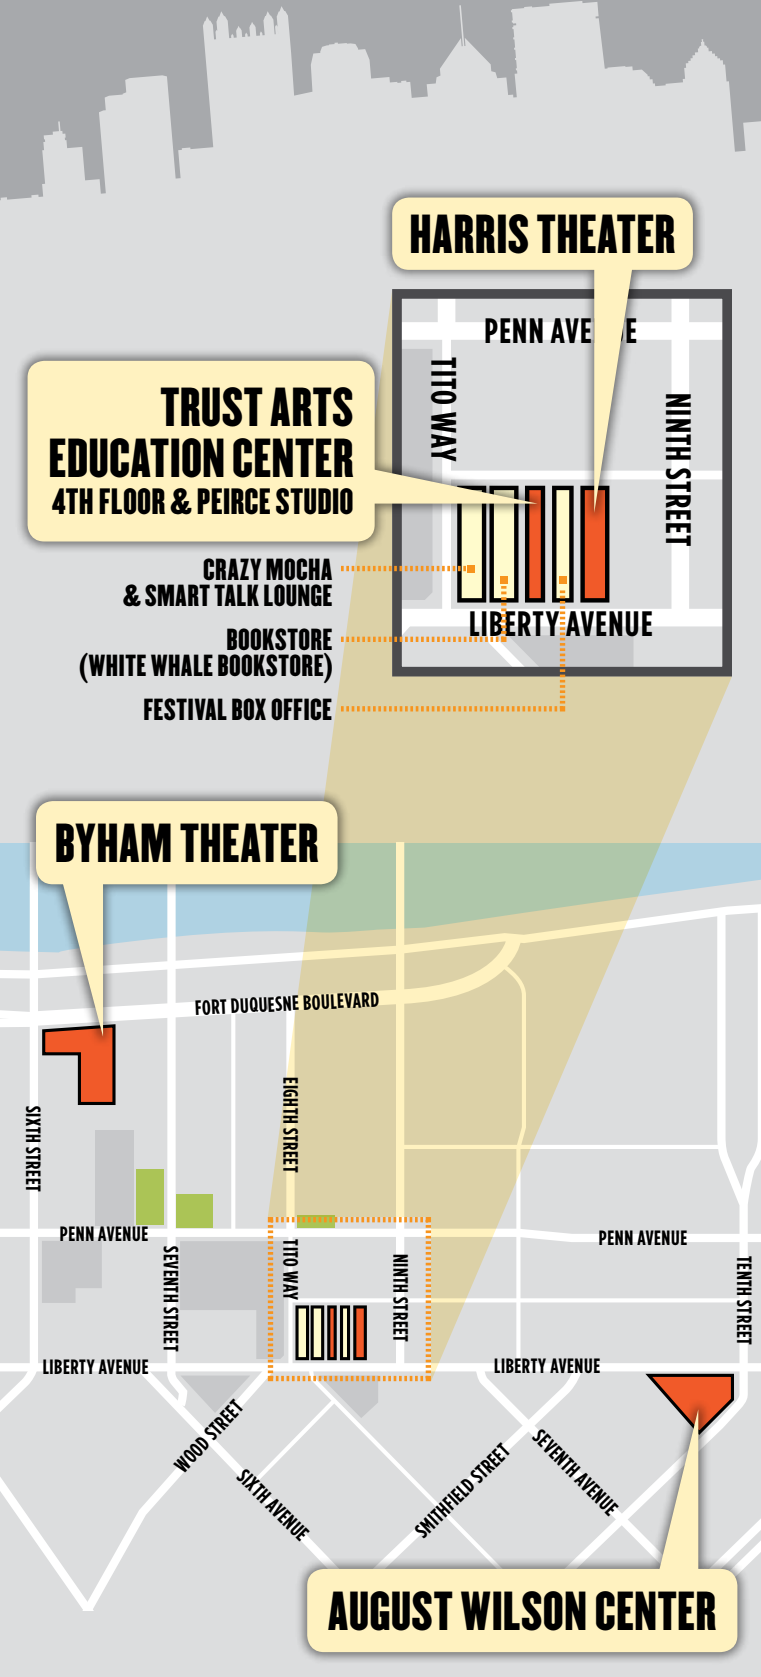 HARRIS THEATER
PENN AVE   E
TRUST ARTS
EDUCATION CENTER
4TH FLOOR & PEIRCE STUDIO
TITO WAY
NINTH STREET
CRAZY MOCHA
& SMART TALK LOUNGE
LIBERTY AVENUE
BOOKSTORE
(WHITE WHALE BOOKSTORE)
FESTIVAL BOX OFFICE
BYHAM THEATER
FORT DUQUESNE BOULEVARD
SIXTH STREET
EIGHTH STREET
PENN AVENUE
PENN AVENUE
SEVENTH STREET
TITO WAY
NINTH STREET
TENTH STREET
LIBERTY AVENUE
LIBERTY AVENUE
WOOD STREET
SIXTH AVENUE
SMITHFIELD STREET
SEVENTH AVENUE
AUGUST WILSON CENTER